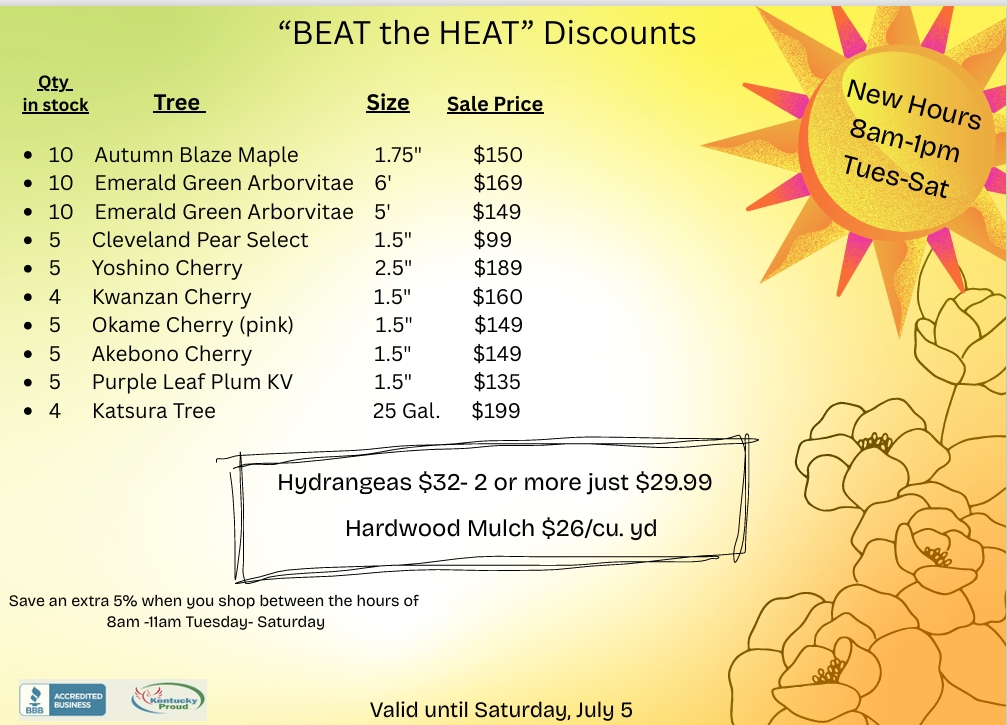 “BEAT the HEAT” Discounts
New Hours
8am-1pm
Tues-Sat
Qty
in stock Tree Size Sale Price
• 10 Autumn Blaze Maple 1.75" $150
• 10 Emerald Green Arborvitae 6' $169
• 10 Emerald Green Arborvitae 5' $149
• 5 Cleveland Pear Select 1.5" $99
• 5 Yoshino Cherry 2.5" $189
• 4 Kwanzan Cherry 1.5" $160
• 5 Okame Cherry (pink) 1.5" $149
• 5 Akebono Cherry 1.5" $149
• 5 Purple Leaf Plum KV 1.5" $135
• 4 Katsura Tree 25 Gal. $199
Hydrangeas $32- 2 or more just $29.99
Hardwood Mulch $26/cu. yd
Save an extra 5% when you shop between the hours of
8am -11am Tuesday- Saturday
BBB
ACCREDITED
BUSINESS
Kentucky
Proud
Valid until Saturday, July 5